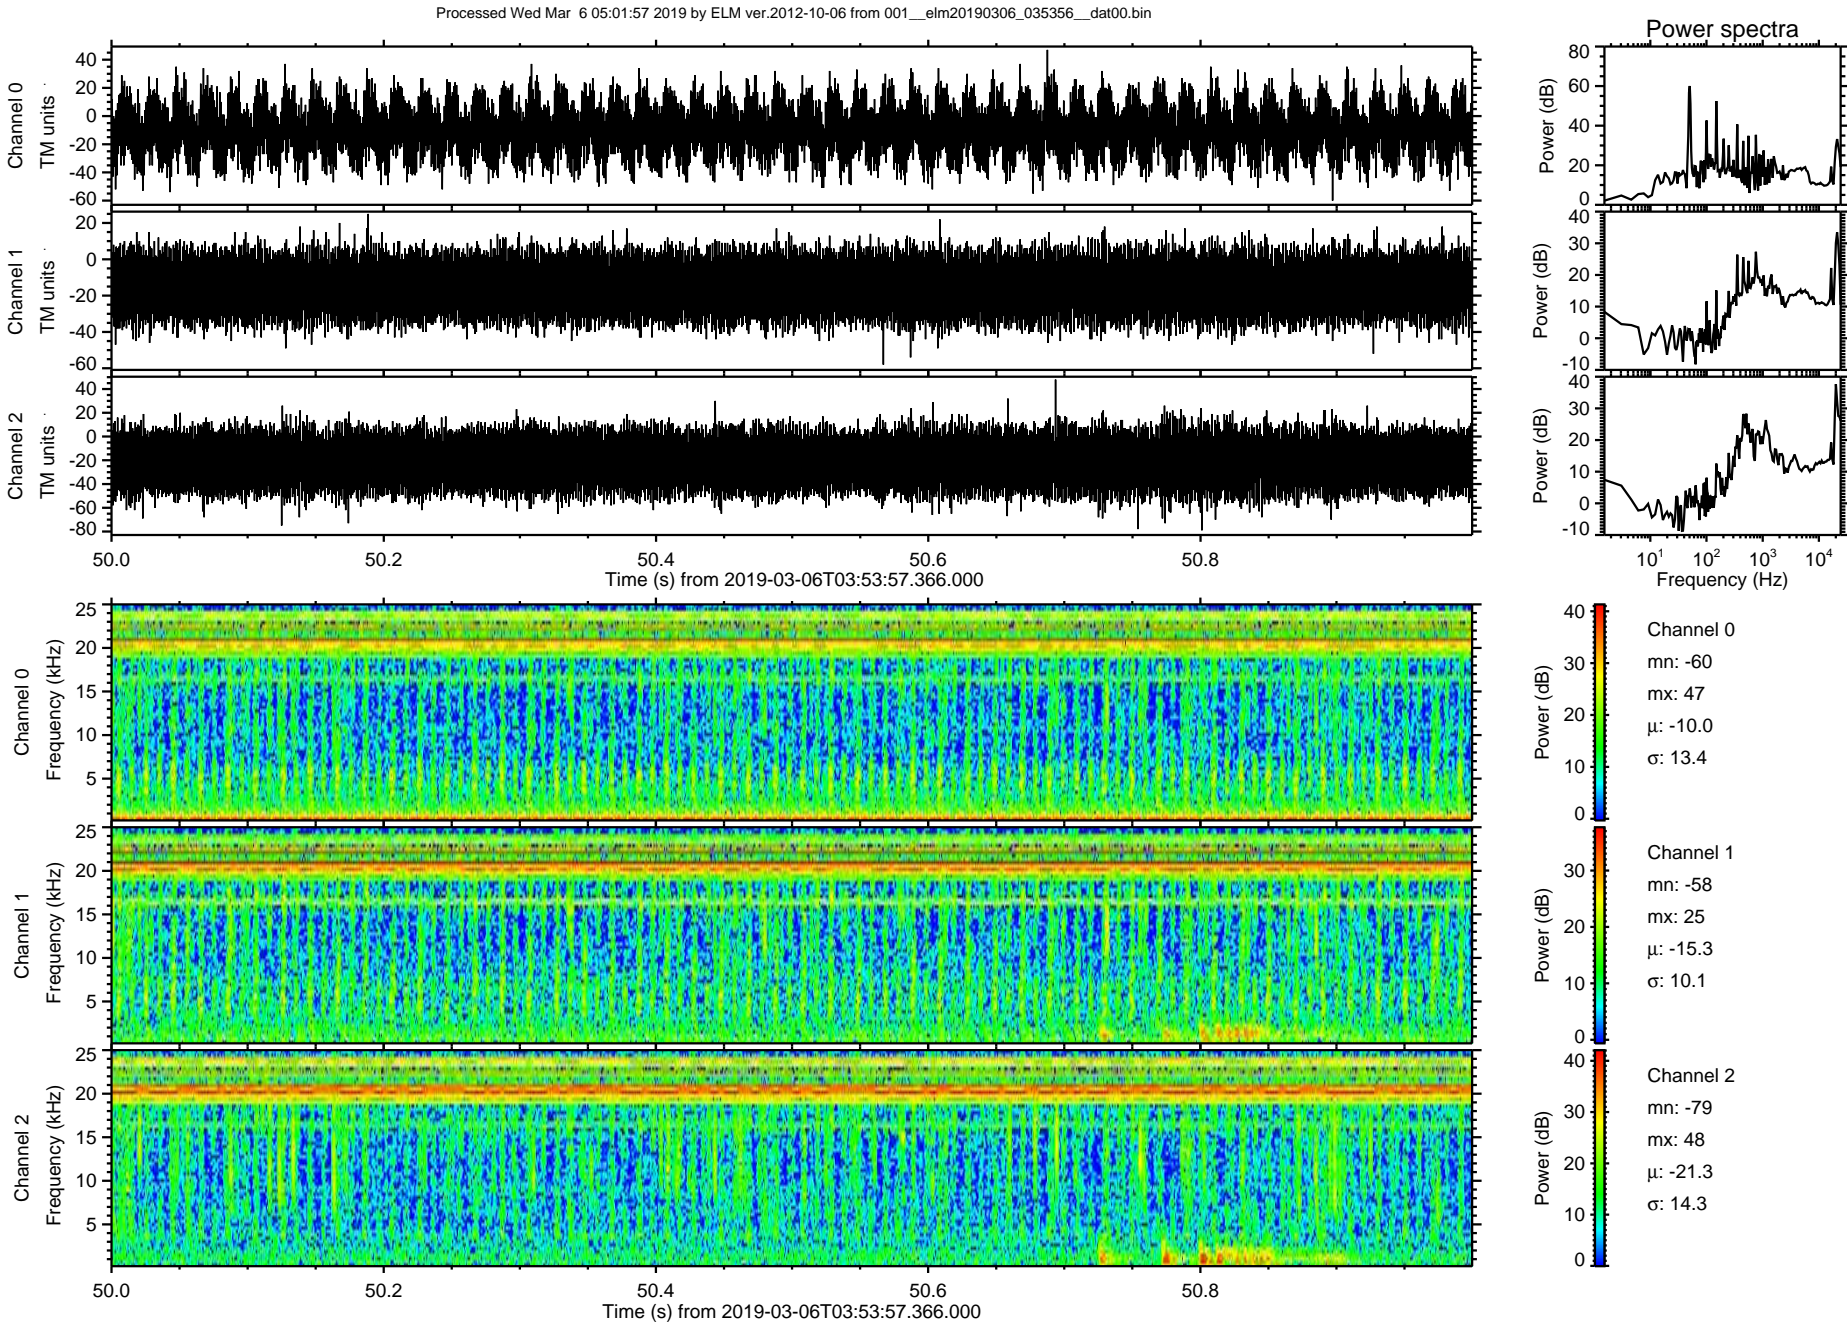 Processed Wed Mar  6 05:01:57 2019 by ELM ver.2012-10-06 from 001__elm20190306_035356__dat00.bin
Power spectra
Channel 0
TM units
40
20
0
-20
-40
-60
Power (dB)
80
60
40
20
0
Channel 1
TM units
20
0
-20
-40
-60
Power (dB)
40
30
20
10
0
-10
Channel 2
TM units
40
20
0
-20
-40
-60
-80
Power (dB)
40
30
20
10
0
-10
50.0 50.2 50.4 50.6 50.8
Time (s) from 2019-03-06T03:53:57.366.000
10^1 10^2 10^3 10^4
Frequency (Hz)
Channel 0
Frequency (kHz)
25
20
15
10
5
Power (dB)
40
30
20
10
0
Channel 0
mn: -60
mx: 47
μ: -10.0
σ: 13.4
Channel 1
Frequency (kHz)
25
20
15
10
5
Power (dB)
30
20
10
0
Channel 1
mn: -58
mx: 25
μ: -15.3
σ: 10.1
Channel 2
Frequency (kHz)
25
20
15
10
5
Power (dB)
40
30
20
10
0
Channel 2
mn: -79
mx: 48
μ: -21.3
σ: 14.3
50.0 50.2 50.4 50.6 50.8
Time (s) from 2019-03-06T03:53:57.366.000